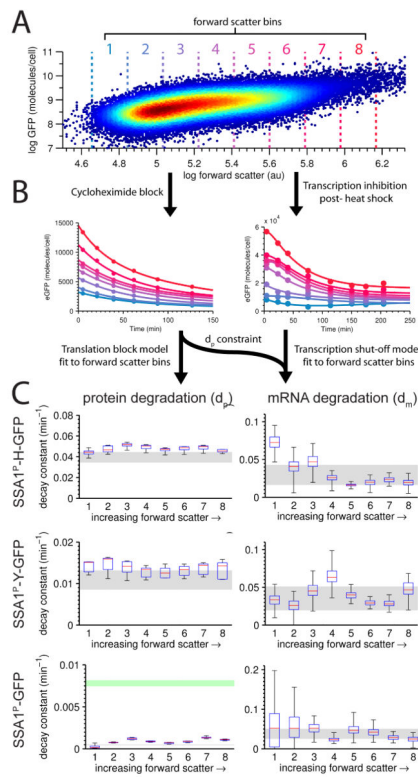 A
forward scatter bins
1 2 3 4 5 6 7 8
log GFP (molecules/cell)
11
10
9
8
7
4.6 4.8 5 5.2 5.4 5.6 5.8 6 6.2
log forward scatter (au)
Cycloheximide block
Transcription inhibition
post- heat shock
B
eGFP (molecules/cell)
15000
10000
5000
0
0 50 100 150
Time (min)
x 10⁴
eGFP (molecules/cell)
6
4
2
0
0 50 100 150 200 250
Time (min)
dp constraint
Translation block model
fit to forward scatter bins
Transcription shut-off model
fit to forward scatter bins
C
protein degradation (dp)
mRNA degradation (dm)
SSA1ᴾ-H-GFP
decay constant (min⁻¹)
0.06
0.04
0.02
0
1 2 3 4 5 6 7 8
increasing forward scatter →
0.1
0.05
0
1 2 3 4 5 6 7 8
increasing forward scatter →
SSA1ᴾ-Y-GFP
decay constant (min⁻¹)
0.02
0.01
0
1 2 3 4 5 6 7 8
increasing forward scatter →
0.1
0.05
0
1 2 3 4 5 6 7 8
increasing forward scatter →
SSA1ᴾ-GFP
decay constant (min⁻¹)
0.01
0.005
0
1 2 3 4 5 6 7 8
increasing forward scatter →
0.2
0.15
0.1
0.05
0
1 2 3 4 5 6 7 8
increasing forward scatter →